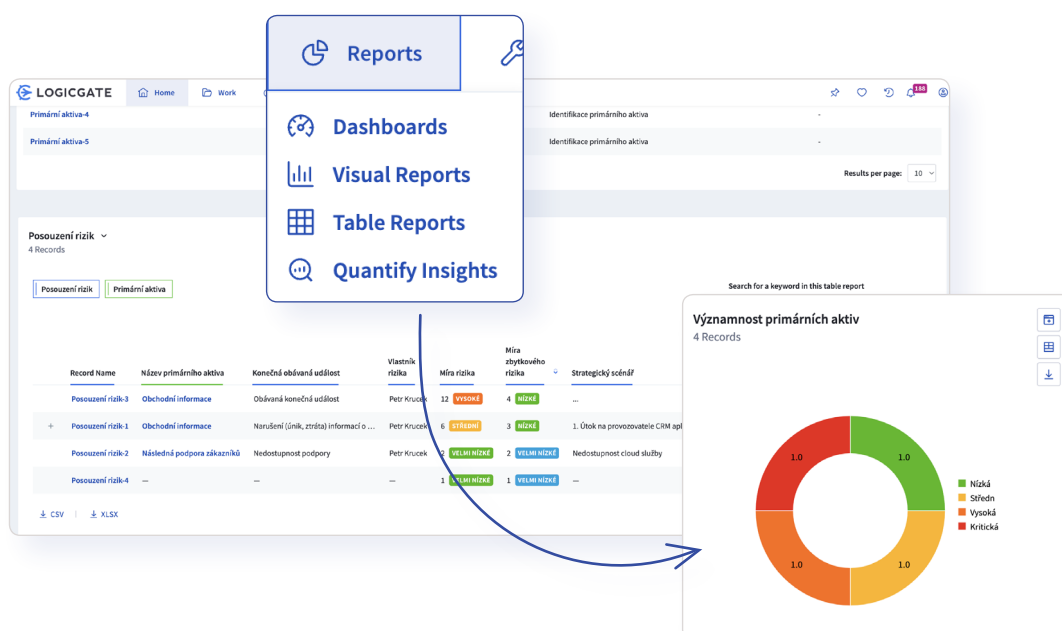 Reports
LOGICGATE
Home
Work
188
Dashboards
Visual Reports
Table Reports
Quantify Insights
Primární aktiva-4
Identifikace primárního aktiva
-
Primární aktiva-5
Identifikace primárního aktiva
-
Results per page: 10
Posouzení rizik
4 Records
Posouzení rizik
Primární aktiva
Search for a keyword in this table report
Record Name
Název primárního aktiva
Konečná obávaná událost
Vlastník
rizika
Míra rizika
Míra
zbytkového
rizika
Strategický scénář
Posouzení rizik-3 Obchodní informace Obávaná konečná událost Petr Krucek 12 VYSOKÉ 4 NÍZKÉ ...
+ Posouzení rizik-1 Obchodní informace Narušení (únik, ztráta) informací o ... Petr Krucek 6 STŘEDNÍ 3 NÍZKÉ 1. Útok na provozovatele CRM apl
Posouzení rizik-2 Následná podpora zákazníků Nedostupnost podpory Petr Krucek 2 VELMI NÍZKÉ 2 VELMI NÍZKÉ Nedostupnost cloud služby
Posouzení rizik-4 — — — 1 VELMI NÍZKÉ 1 VELMI NÍZKÉ —
CSV | XLSX
Významnost primárních aktiv
4 Records
1.0
1.0
1.0
1.0
Nízká
Středn
Vysoká
Kritická